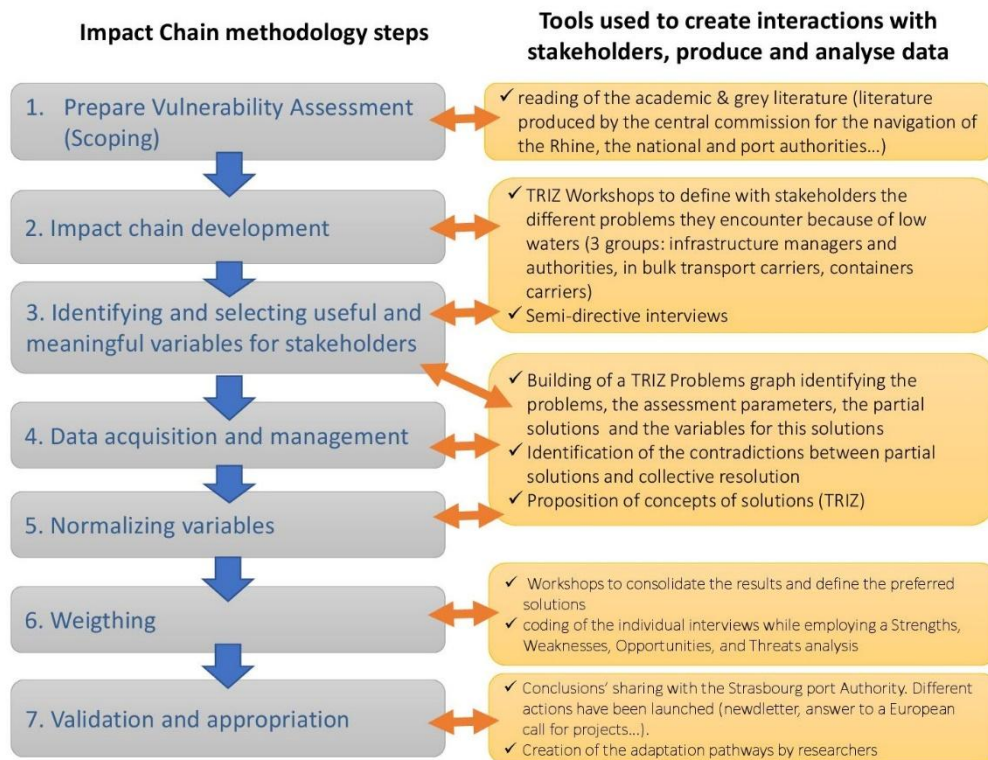 Impact Chain methodology steps
Tools used to create interactions with
stakeholders, produce and analyse data
1. Prepare Vulnerability Assessment
(Scoping)
✓ reading of the academic & grey literature (literature
produced by the central commission for the navigation of
the Rhine, the national and port authorities...)
2. Impact chain development
✓ TRIZ Workshops to define with stakeholders the
different problems they encounter because of low
waters (3 groups: infrastructure managers and
authorities, in bulk transport carriers, containers
carriers)
✓ Semi-directive interviews
3. Identifying and selecting useful and
meaningful variables for stakeholders
✓ Building of a TRIZ Problems graph identifying the
problems, the assessment parameters, the partial
solutions and the variables for this solutions
✓ Identification of the contradictions between partial
solutions and collective resolution
✓ Proposition of concepts of solutions (TRIZ)
4. Data acquisition and management
5. Normalizing variables
6. Weigthing
✓ Workshops to consolidate the results and define the preferred
solutions
✓ coding of the individual interviews while employing a Strengths,
Weaknesses, Opportunities, and Threats analysis
7. Validation and appropriation
✓ Conclusions’ sharing with the Strasbourg port Authority. Different
actions have been launched (newdletter, answer to a European
call for projects...).
✓ Creation of the adaptation pathways by researchers